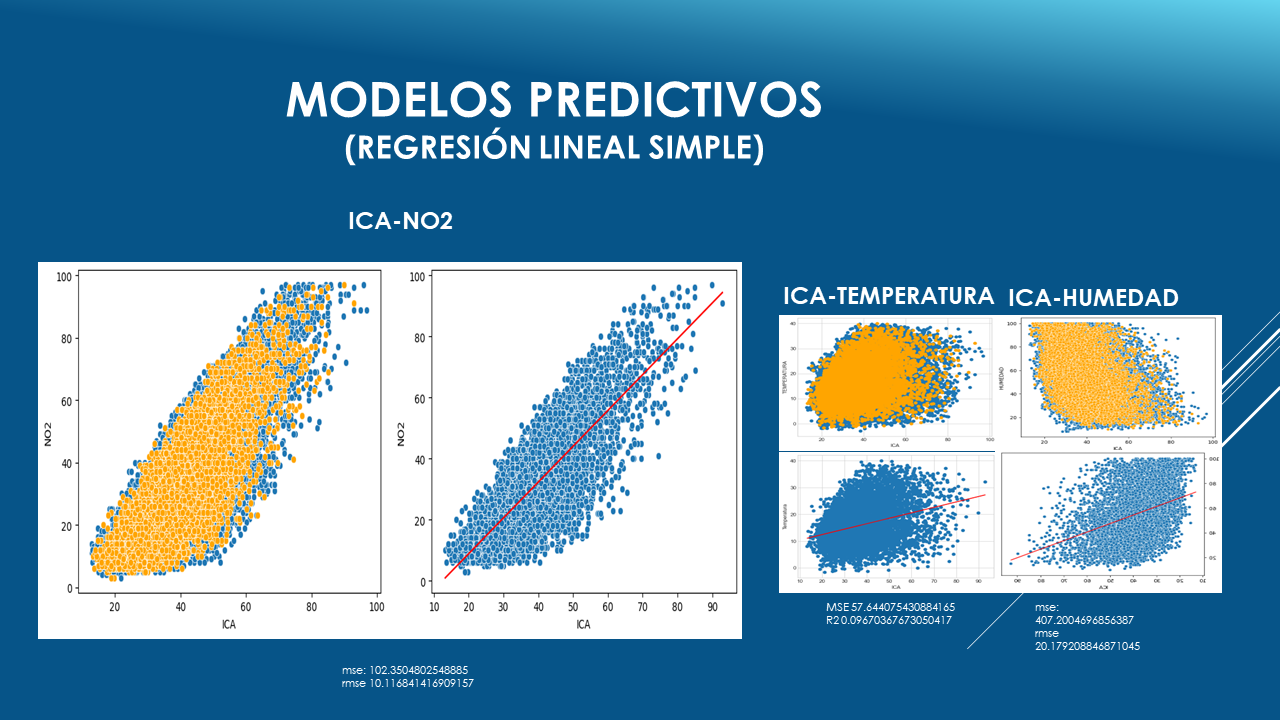 MODELOS PREDICTIVOS
(REGRESIÓN LINEAL SIMPLE)
ICA-NO2
100
80
60
40
20
0
NO2
20 40 60 80 100
ICA
100
80
60
40
20
0
NO2
10 20 30 40 50 60 70 80 90
ICA
ICA-TEMPERATURA
ICA-HUMEDAD
40
30
20
10
0
TEMPERATURA
20 40 60 80 100
ICA
100
80
60
40
20
HUMEDAD
20 40 60 80 100
ICA
40
30
20
10
0
Temperatura
10 20 30 40 50 60 70 80 90
ICA
ICA
MSE 57.644075430884165
R2 0.09670367673050417
mse:
407.2004696856387
rmse
20.179208846871045
mse: 102.3504802548885
rmse 10.116841416909157